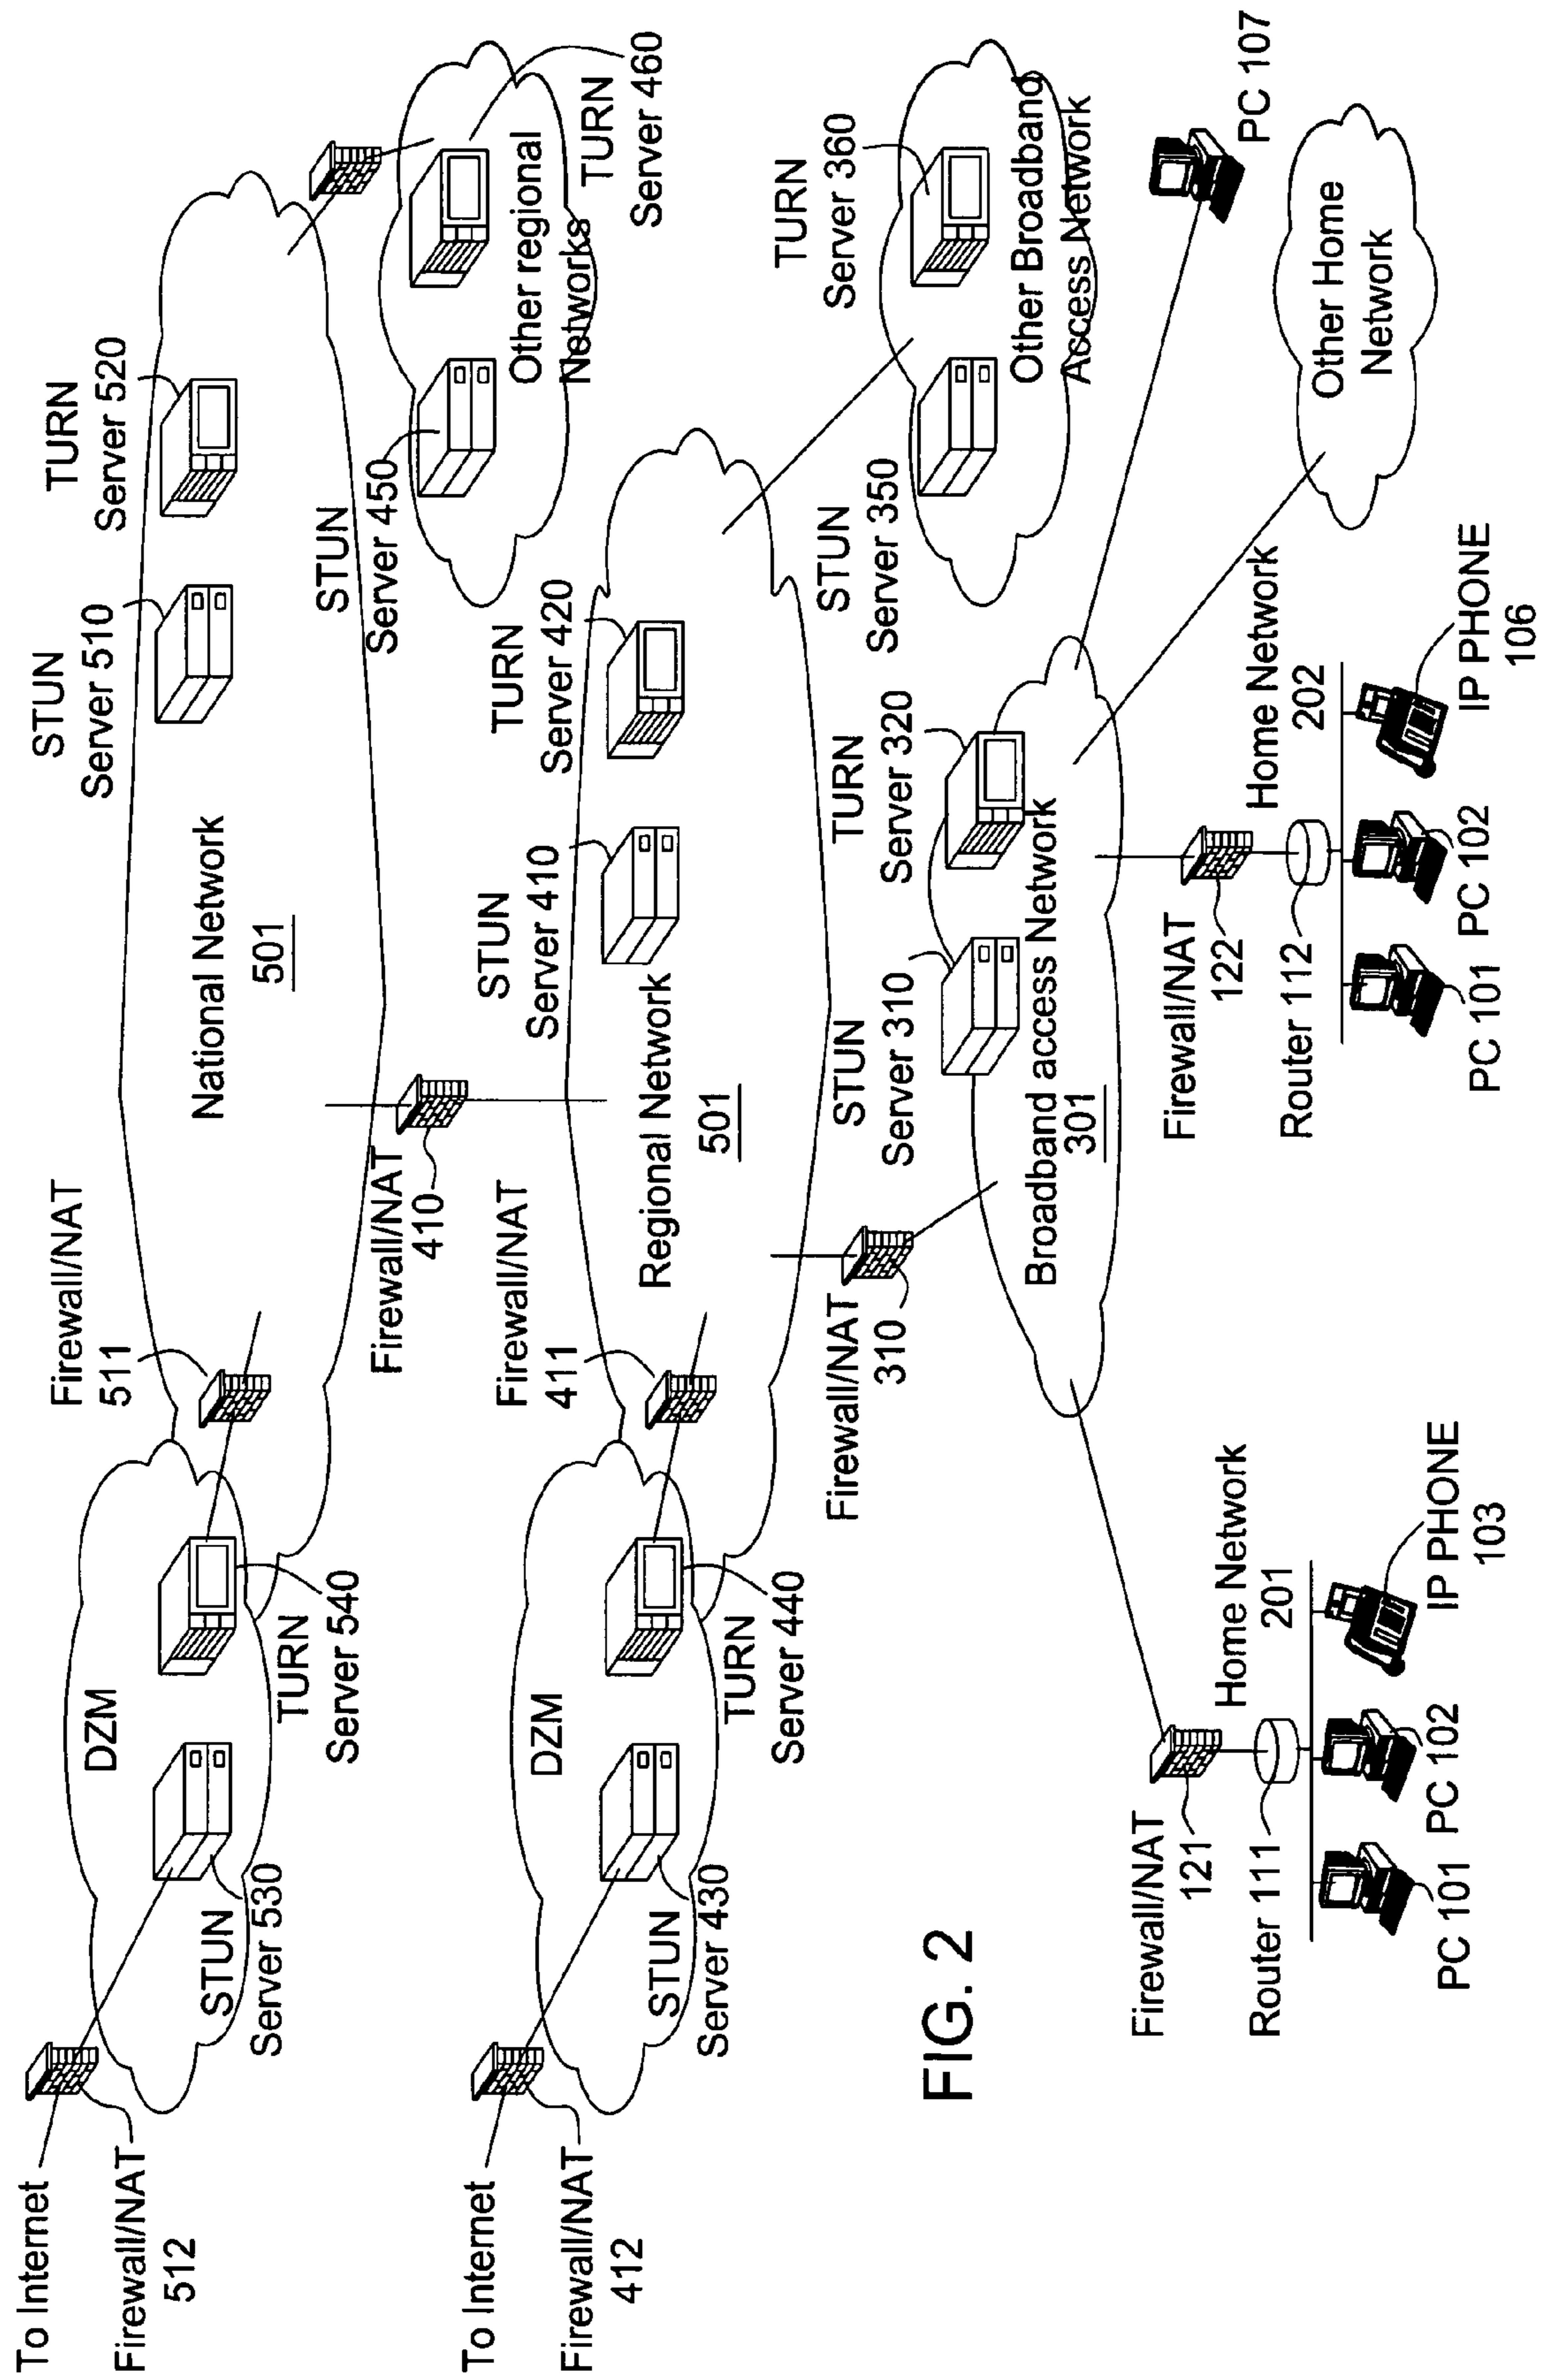 To Internet
Firewall/NAT
512
DZM
STUN
Server 530
TURN
Server 540
Firewall/NAT
511
National Network
501
STUN
Server 510
TURN
Server 520
Firewall/NAT
410
STUN
Server 450
Other regional
Networks
TURN
Server 460
To Internet
Firewall/NAT
412
DZM
STUN
Server 430
TURN
Server 440
Firewall/NAT
411
Regional Network
501
STUN
Server 410
TURN
Server 420
Firewall/NAT
310
STUN
Server 350
TURN
Server 360
Other Broadband
Access Network
STUN
Server 310
TURN
Server 320
Broadband access Network
301
PC 107
Other Home
Network
Firewall/NAT
121
Router 111
Home Network
201
PC 101
PC 102
IP PHONE
103
Firewall/NAT
122
Router 112
Home Network
202
PC 101
PC 102
IP PHONE
106
FIG. 2